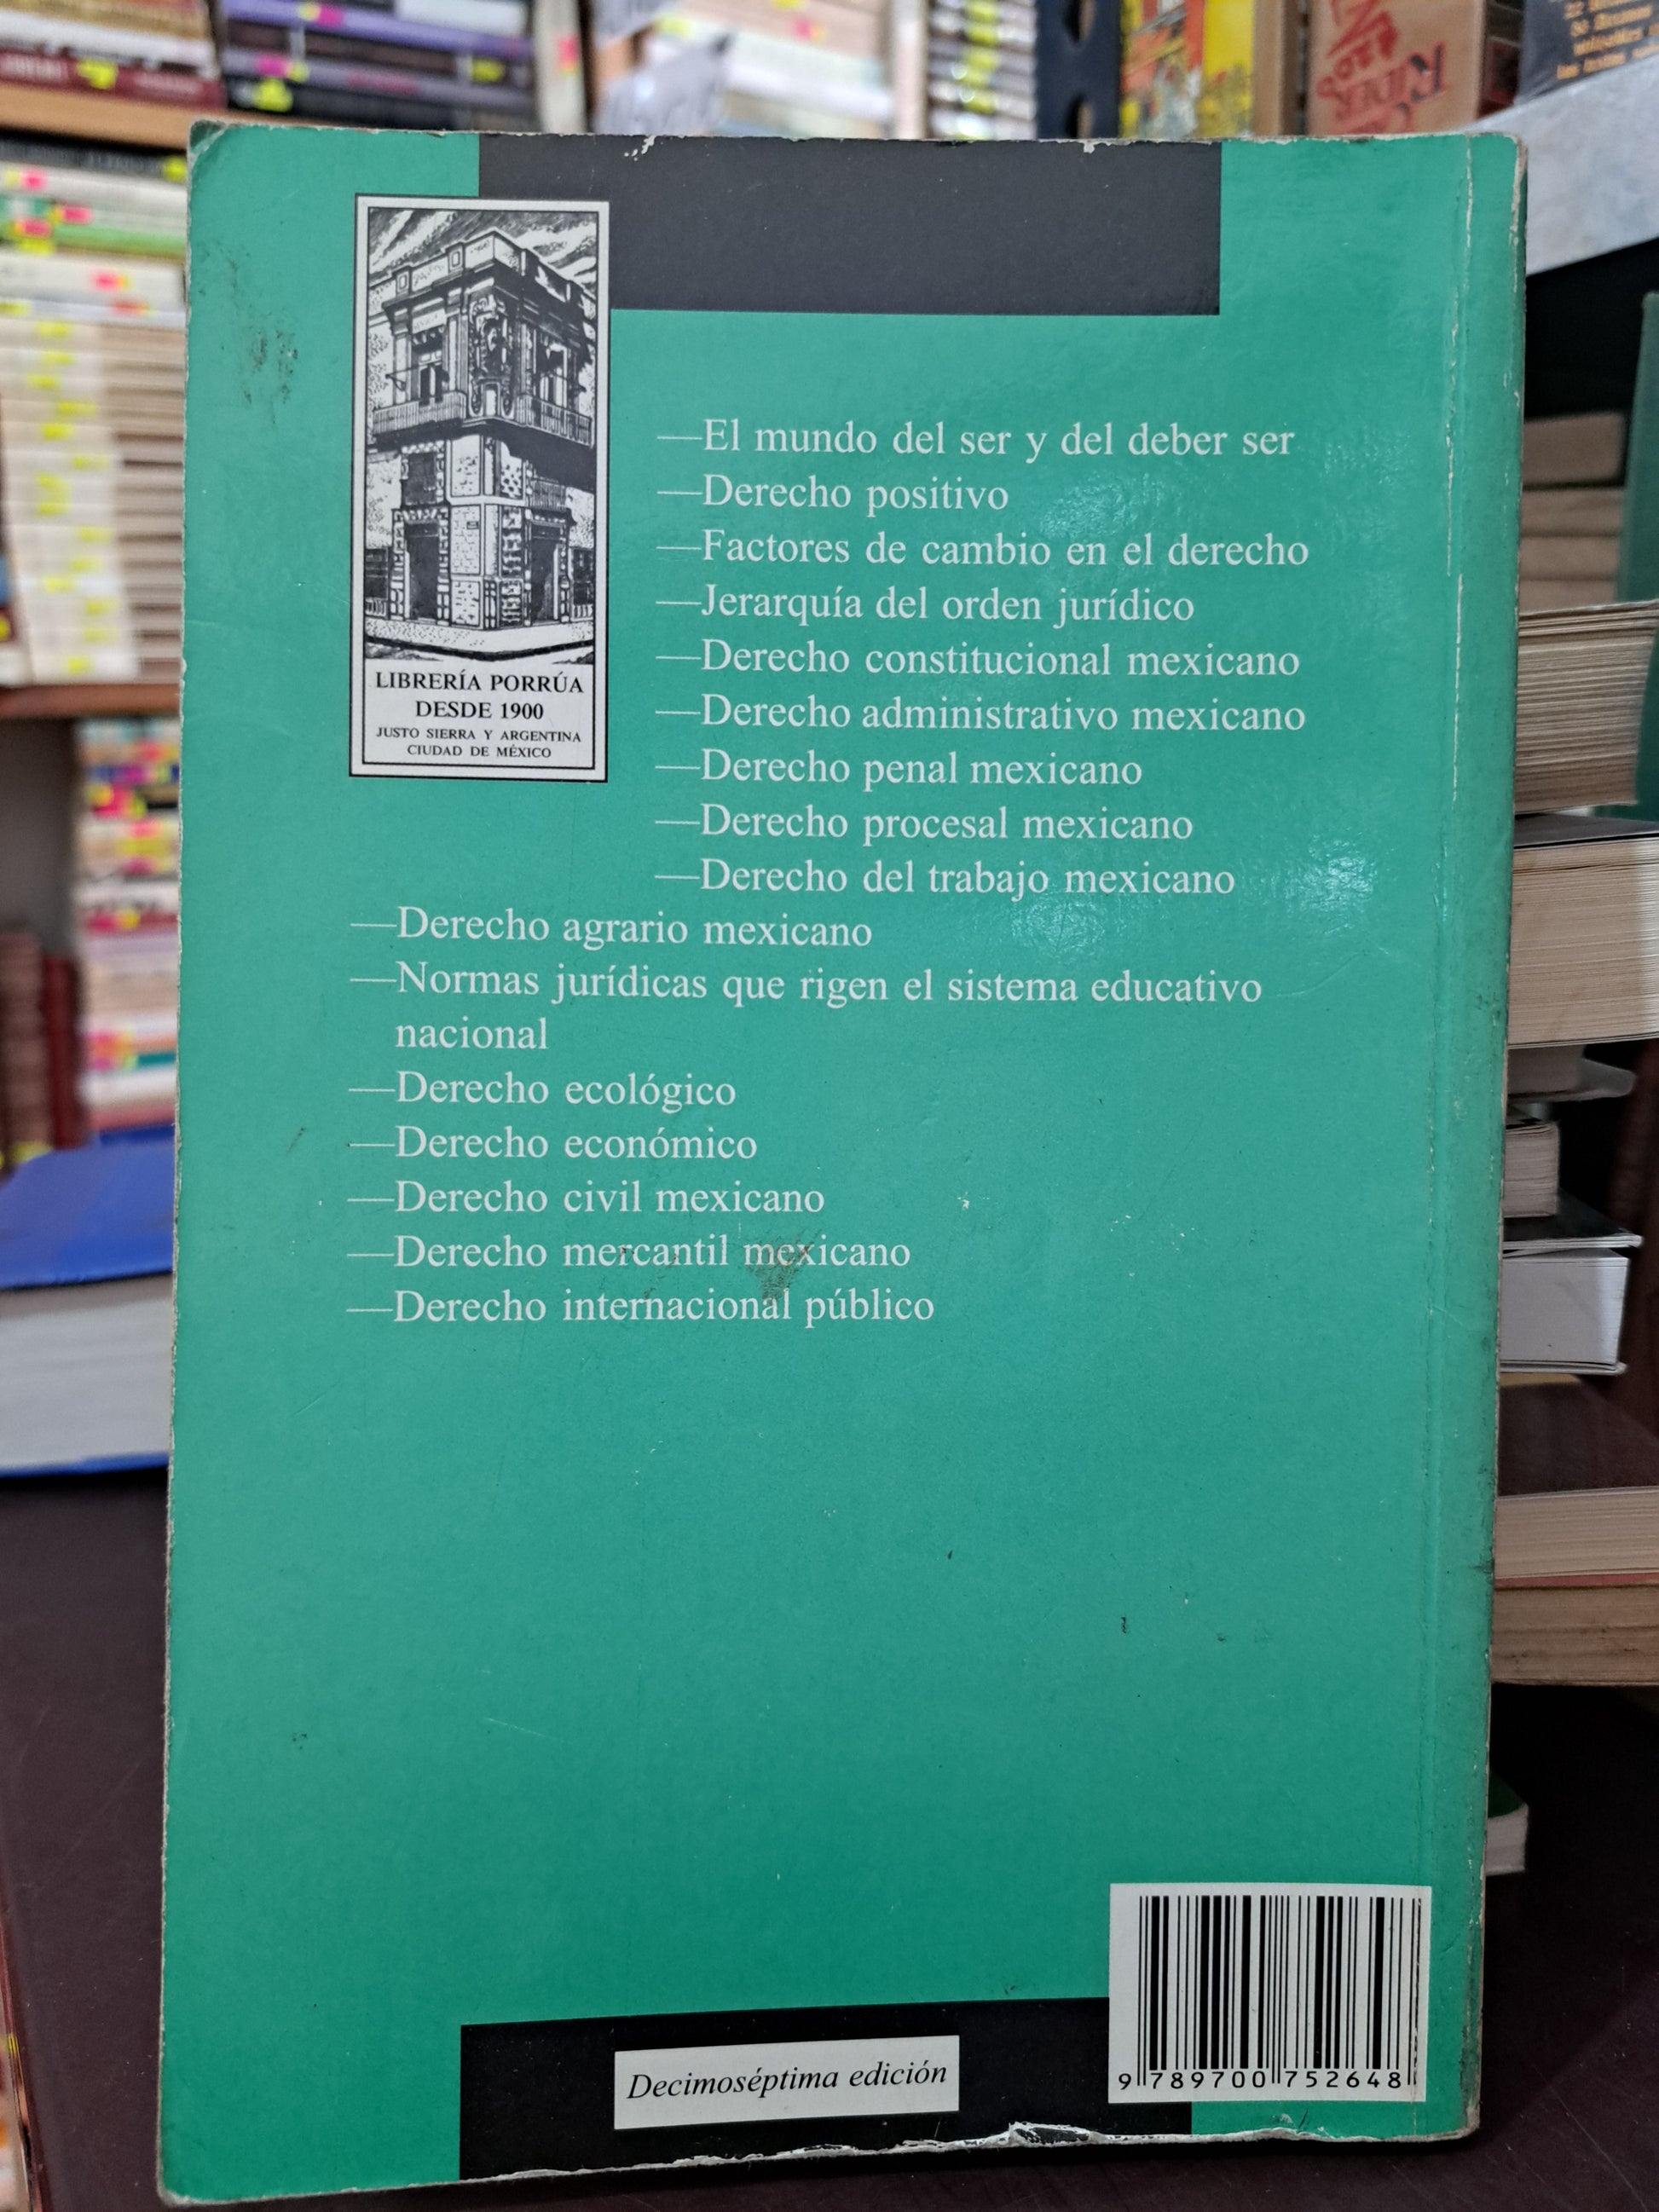 LIBRERÍA PORRÚA
DESDE 1900
JUSTO SIERRA Y ARGENTINA
CIUDAD DE MÉXICO
—El mundo del ser y del deber ser
—Derecho positivo
—Factores de cambio en el derecho
—Jerarquía del orden jurídico
—Derecho constitucional mexicano
—Derecho administrativo mexicano
—Derecho penal mexicano
—Derecho procesal mexicano
—Derecho del trabajo mexicano
—Derecho agrario mexicano
—Normas jurídicas que rigen el sistema educativo
nacional
—Derecho ecológico
—Derecho económico
—Derecho civil mexicano
—Derecho mercantil mexicano
—Derecho internacional público
Decimoséptima edición
9 789700 752648